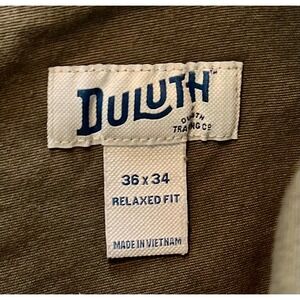 DULUTH
DULUTH
TRADING CO
36 x 34
RELAXED FIT
MADE IN VIETNAM